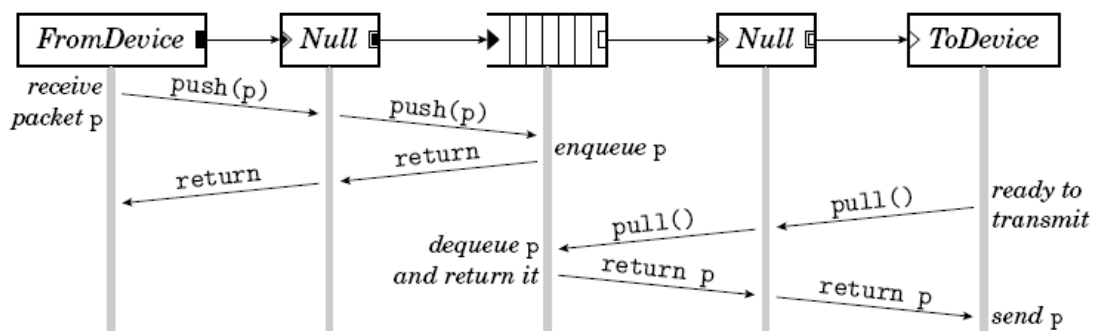 FromDevice
Null
Null
ToDevice
receive
packet p
push(p)
push(p)
enqueue p
return
return
ready to
transmit
pull()
pull()
dequeue p
and return it
return p
return p
send p